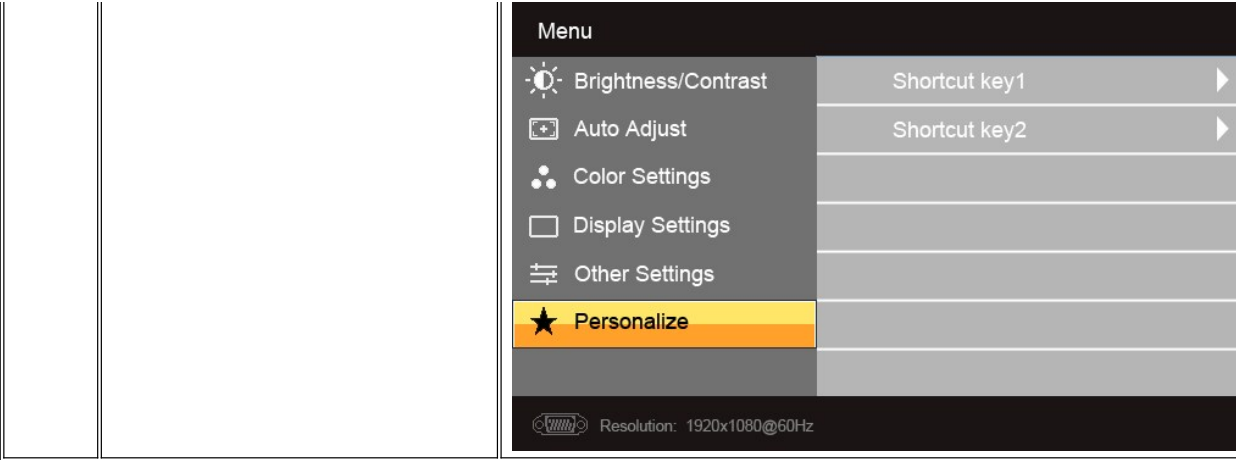 Menu
Brightness/Contrast
Shortcut key1
Auto Adjust
Shortcut key2
Color Settings
Display Settings
Other Settings
Personalize
Resolution: 1920x1080@60Hz